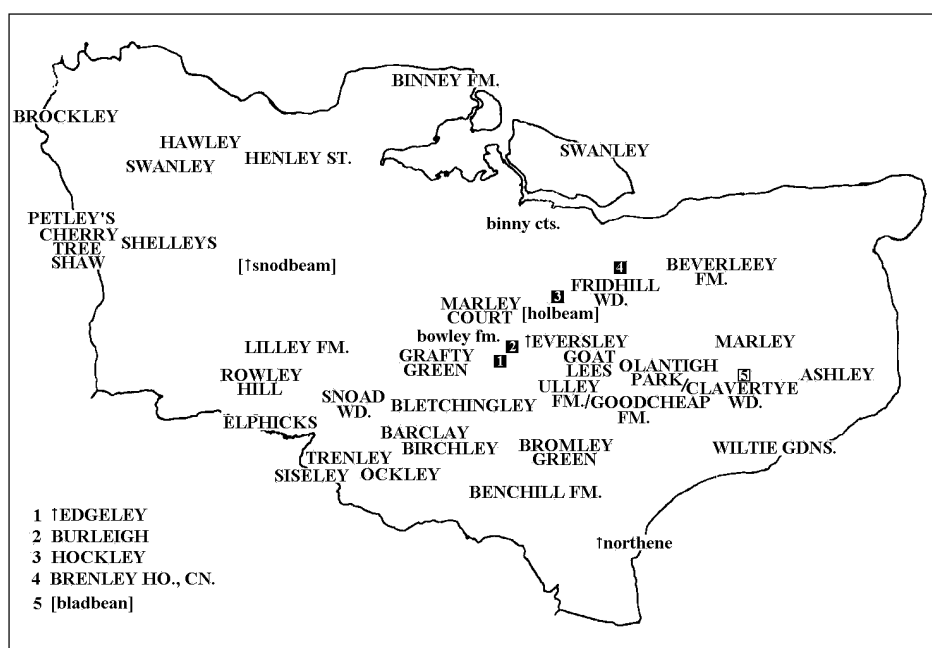 BINNEY FM.
BROCKLEY
HAWLEY
HENLEY ST.
SWANLEY
SWANLEY
PETLEY'S
CHERRY
TREE
SHAW
SHELLEYS
binny cts.
[↑snodbeam]
4
BEVERLEEY
FM.
FRIDHILL
WD.
3
[holbeam]
MARLEY
COURT
bowley fm.
2
↑EVERSLEY
MARLEY
LILLEY FM.
GRAFTY
GREEN
1
GOAT
LEES
OLANTIGH
PARK/
5
CLAVERTYE
WD.
ASHLEY
ROWLEY
HILL
ULLEY
FM./GOODCHEAP
FM.
SNOAD
WD.
BLETCHINGLEY
ELPHICKS
BARCLAY
BIRCHLEY
BROMLEY
GREEN
WILTIE GDNS.
TRENLEY
SISELEY
OCKLEY
BENCHILL FM.
↑northene
1 ↑EDGELEY
2 BURLEIGH
3 HOCKLEY
4 BRENLEY HO., CN.
5 [bladbean]